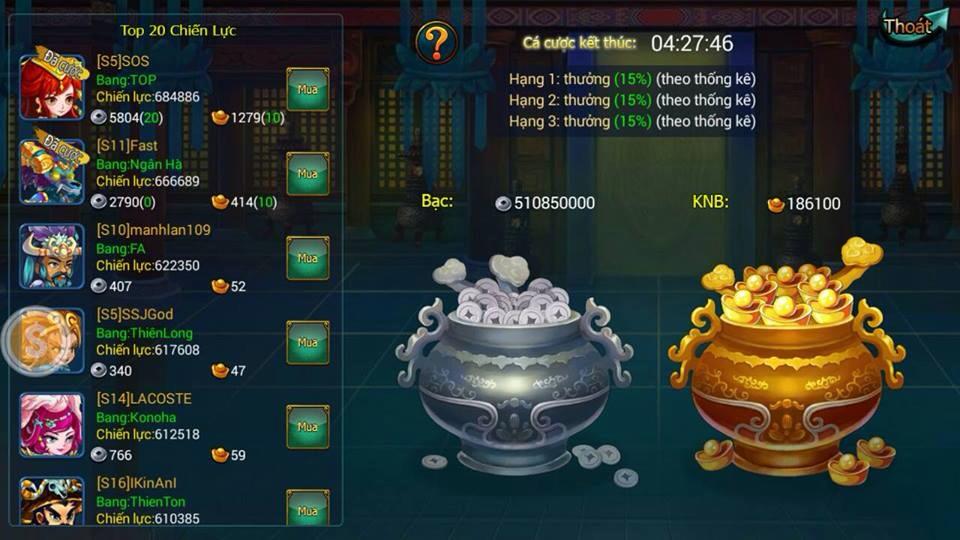 Top 20 Chiến Lực
Đã cược
[S5]SOS
Bang:TOP
Chiến lực:684886
5804(20) 1279(10)
Mua
Đã cược
[S11]Fast
Bang:Ngân Hà
Chiến lực:666689
2790(0) 414(10)
Mua
[S10]manhlan109
Bang:FA
Chiến lực:622350
407 52
Mua
[S5]SSJGod
Bang:ThiênLong
Chiến lực:617608
340 47
Mua
[S14]LACOSTE
Bang:Konoha
Chiến lực:612518
766 59
Mua
[S16]IKinAnI
Bang:ThienTon
Chiến lực:610385
Mua
?
Cá cược kết thúc: 04:27:46
Thoát
Hạng 1: thưởng (15%) (theo thống kê)
Hạng 2: thưởng (15%) (theo thống kê)
Hạng 3: thưởng (15%) (theo thống kê)
Bạc: 510850000
KNB: 186100